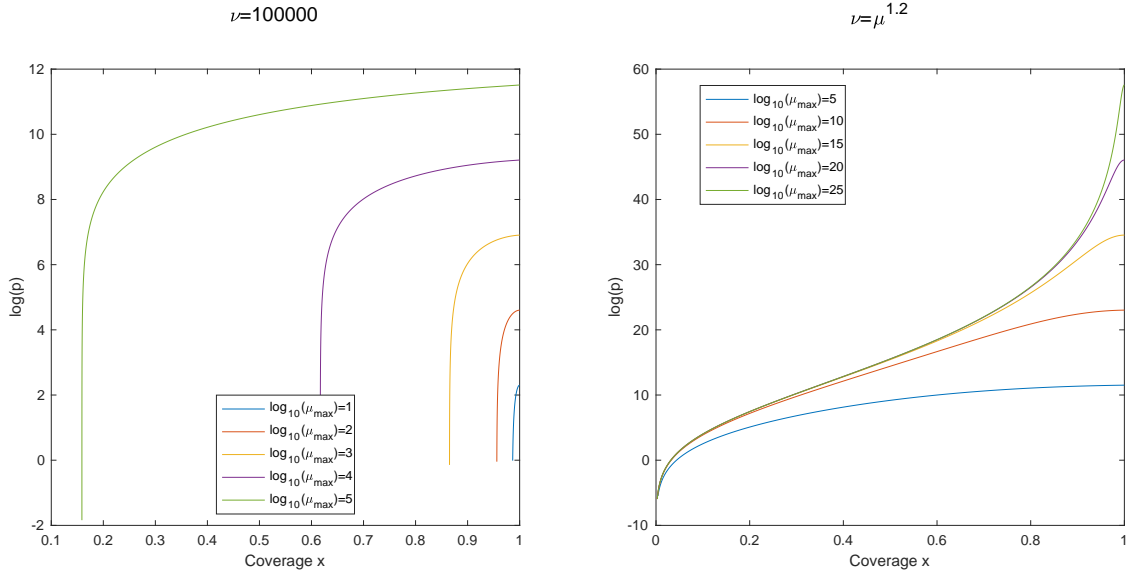 ν=100000
12
10
8
6
4
2
0
-2
log(p)
0.1 0.2 0.3 0.4 0.5 0.6 0.7 0.8 0.9 1
Coverage x
log10(μmax)=1
log10(μmax)=2
log10(μmax)=3
log10(μmax)=4
log10(μmax)=5
ν=μ^1.2
60
50
40
30
20
10
0
-10
log(p)
0 0.2 0.4 0.6 0.8 1
Coverage x
log10(μmax)=5
log10(μmax)=10
log10(μmax)=15
log10(μmax)=20
log10(μmax)=25